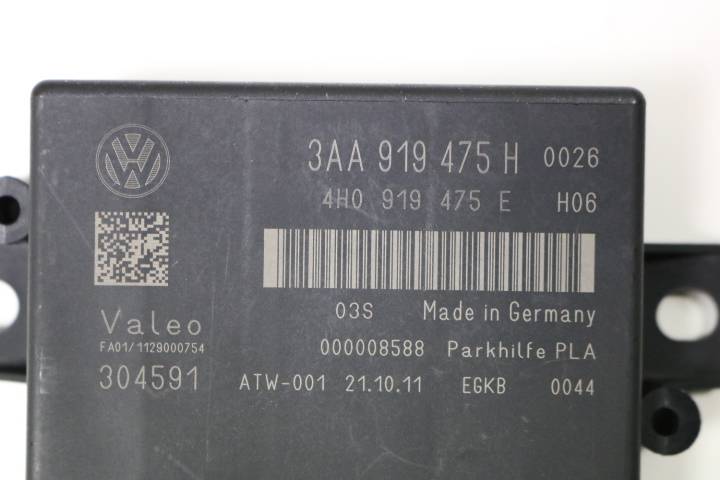 3AA 919 475 H 0026
4H0 919 475 E H06
03S Made in Germany
Valeo
FA01/1129000754
000008588 Parkhilfe PLA
304591 ATW-001 21.10.11 EGKB 0044